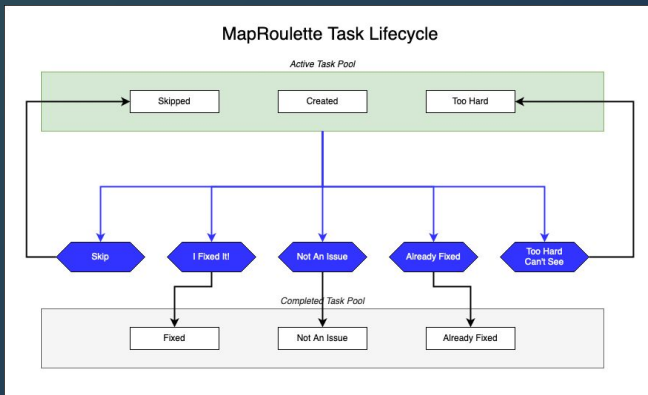 MapRoulette Task Lifecycle
Active Task Pool
Skipped
Created
Too Hard
Skip
I Fixed It!
Not An Issue
Already Fixed
Too Hard
Can't See
Completed Task Pool
Fixed
Not An Issue
Already Fixed